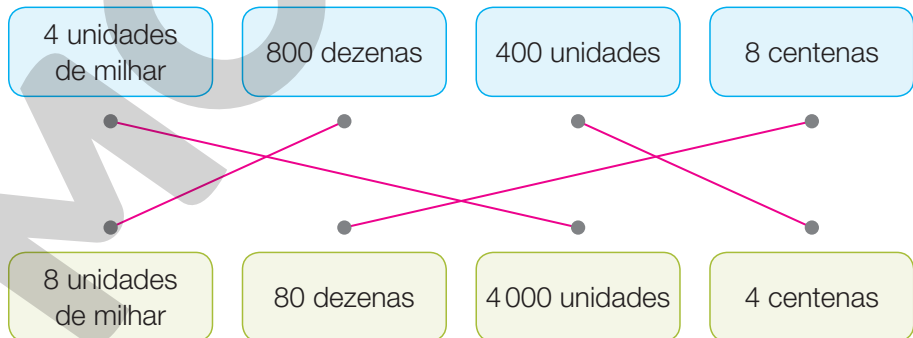 4 unidades
de milhar
800 dezenas
400 unidades
8 centenas
8 unidades
de milhar
80 dezenas
4 000 unidades
4 centenas